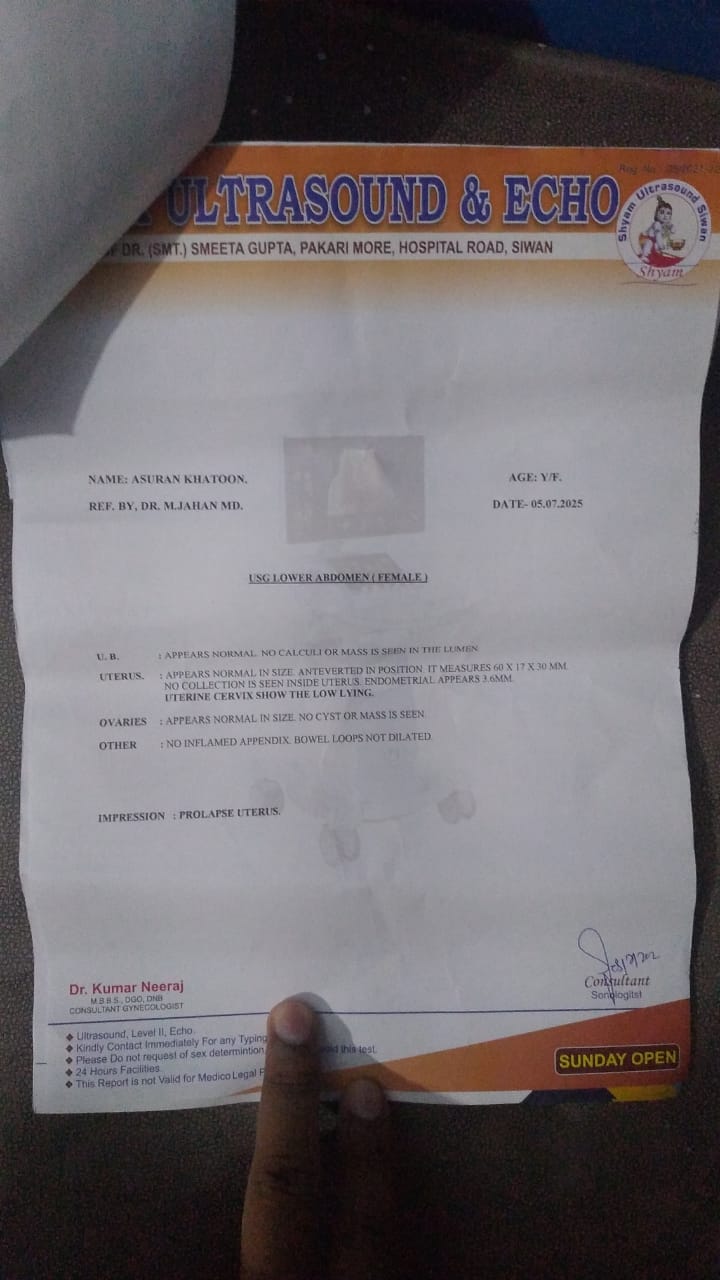 ULTRASOUND & ECHO
Reg. No.
Shyam Ultrasound Siwan
Shyam
DR. (SMT.) SMEETA GUPTA, PAKARI MORE, HOSPITAL ROAD, SIWAN
NAME: ASURAN KHATOON. AGE: Y/F.
REF. BY, DR. M.JAHAN MD. DATE- 05.07.2025
USG LOWER ABDOMEN ( FEMALE )
U. B. : APPEARS NORMAL. NO CALCULI OR MASS IS SEEN IN THE LUMEN
UTERUS. : APPEARS NORMAL IN SIZE. ANTEVERTED IN POSITION. IT MEASURES 60 X 17 X 30 MM.
NO COLLECTION IS SEEN INSIDE UTERUS. ENDOMETRIAL APPEARS 3.6MM.
UTERINE CERVIX SHOW THE LOW LYING.
OVARIES : APPEARS NORMAL IN SIZE. NO CYST OR MASS IS SEEN.
OTHER : NO INFLAMED APPENDIX. BOWEL LOOPS NOT DILATED.
IMPRESSION : PROLAPSE UTERUS.
Dr. Kumar Neeraj
M.B.B.S., DGO, DNB
CONSULTANT GYNECOLOGIST
Consultant
Sonologitst
❖ Ultrasound, Level II, Echo.
❖ Kindly Contact Immediately For any Typing
❖ Please Do not request of sex determintion, this test.
❖ 24 Hours Facilities.
❖ This Report is not Valid for Medico Legal
SUNDAY OPEN